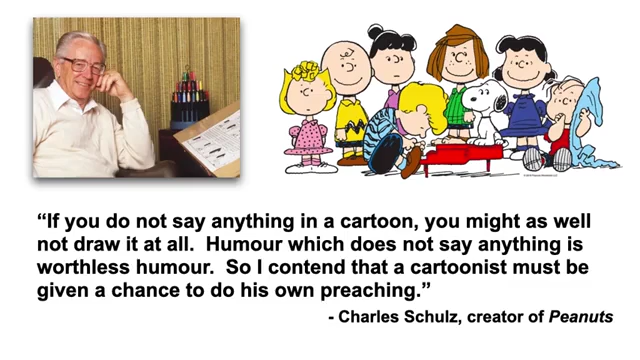 “If you do not say anything in a cartoon, you might as well
not draw it at all.  Humour which does not say anything is
worthless humour.  So I contend that a cartoonist must be
given a chance to do his own preaching.”
- Charles Schulz, creator of Peanuts